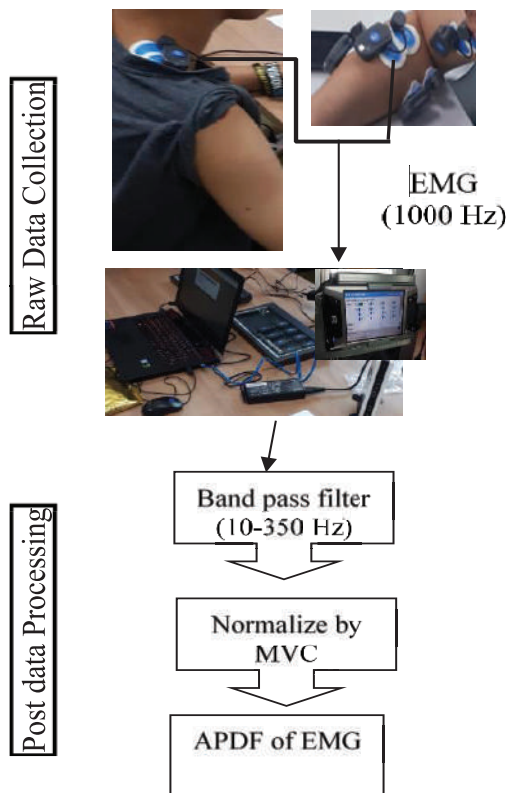 Raw Data Collection
EMG
(1000 Hz)
Post data Processing
Band pass filter
(10-350 Hz)
Normalize by
MVC
APDF of EMG